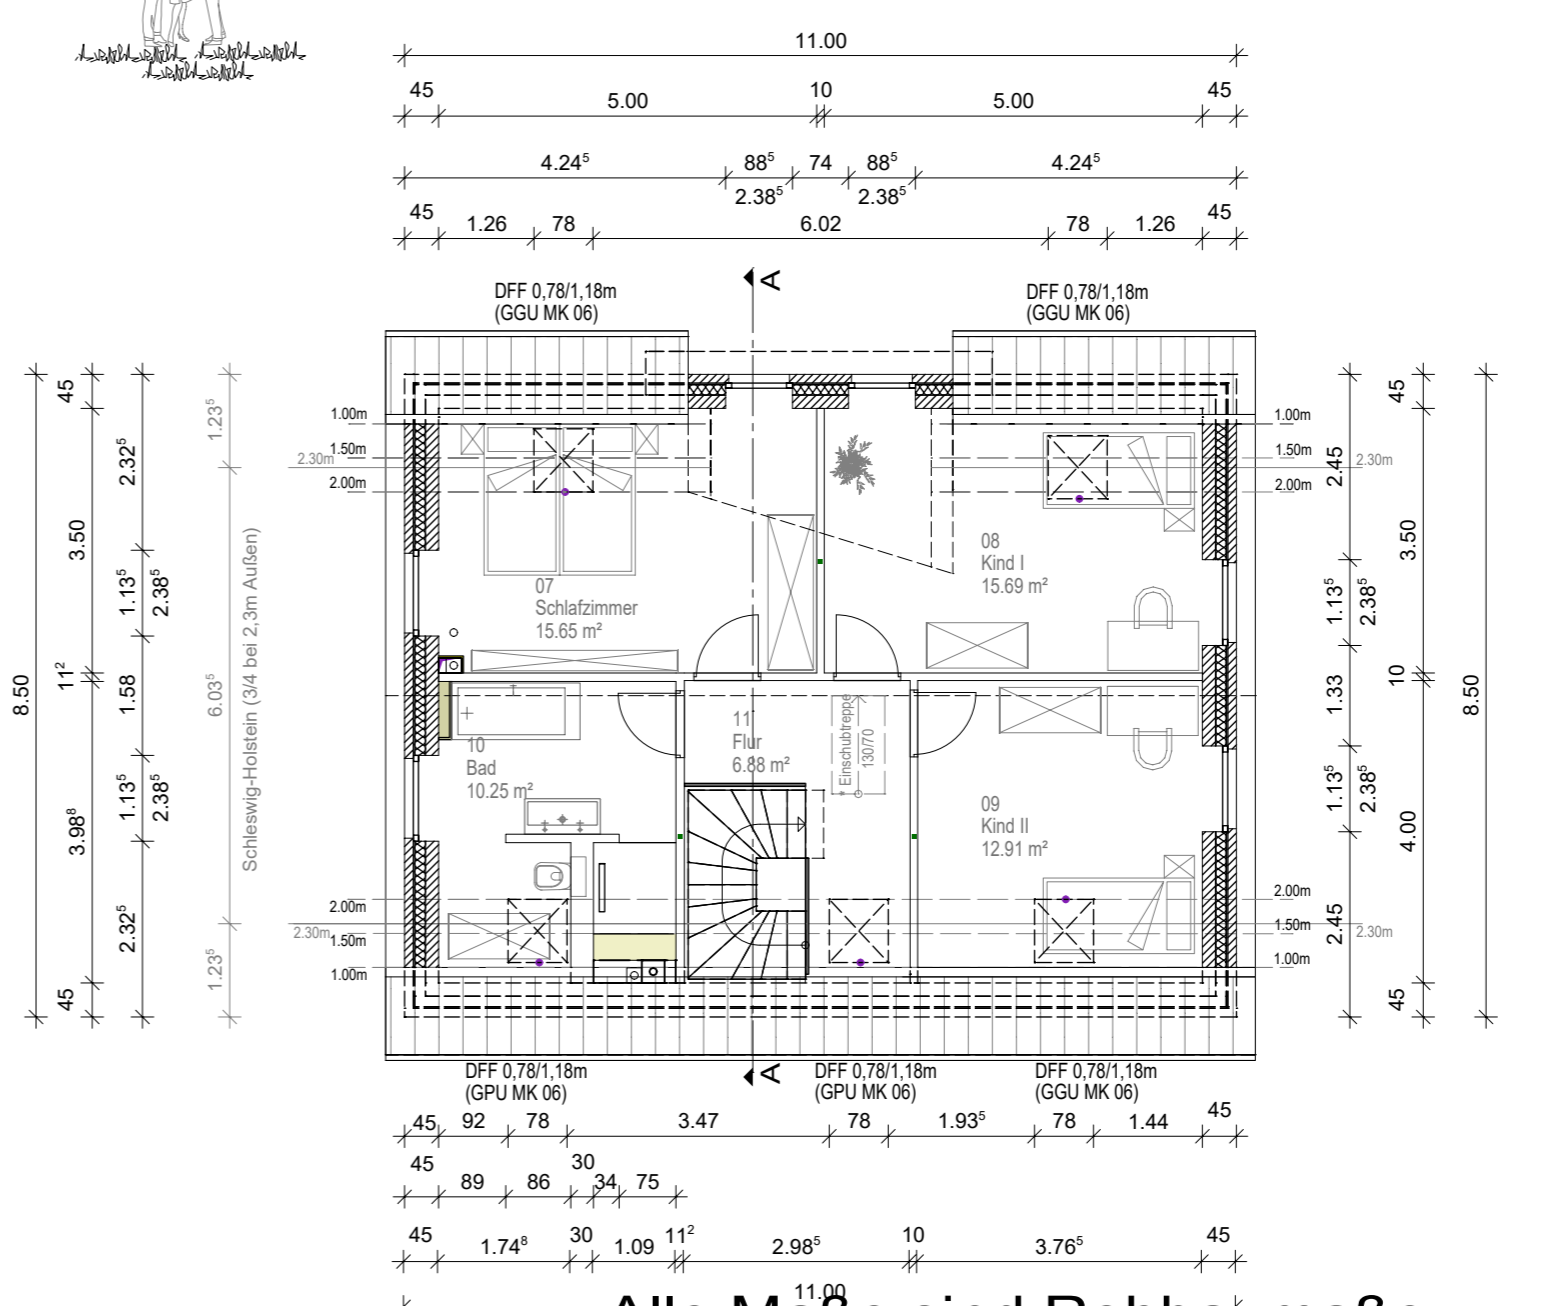 11.00
45 5.00 10 5.00 45
4.24⁵ 88⁵ 74 88⁵ 4.24⁵
2.38⁵ 2.38⁵
45 1.26 78 6.02 78 1.26 45
A
DFF 0,78/1,18m
(GGU MK 06)
DFF 0,78/1,18m
(GGU MK 06)
8.50
45
3.50
11²
3.98⁸
45
2.32⁵
1.13⁵
2.38⁵
1.58
1.13⁵
2.38⁵
2.32⁵
1.23⁵
6.03⁵
1.23⁵
Schleswig-Holstein (3/4 bei 2,3m Außen)
1.00m
1.50m
2.30m
2.00m
1.00m
1.50m
2.30m
2.00m
07
Schlafzimmer
15.65 m²
08
Kind I
15.69 m²
11
Flur
6.88 m²
* Einschubtreppe
130/70
10
Bad
10.25 m²
09
Kind II
12.91 m²
2.00m
2.30m
1.50m
1.00m
2.00m
1.50m
2.30m
1.00m
2.45
1.13⁵
2.38⁵
1.33
1.13⁵
2.38⁵
2.45
45
3.50
10
4.00
45
8.50
A
DFF 0,78/1,18m
(GPU MK 06)
DFF 0,78/1,18m
(GPU MK 06)
DFF 0,78/1,18m
(GGU MK 06)
45 92 78 3.47 78 1.93⁵ 78 1.44 45
45 89 86 30 34 75
45 1.74⁸ 30 1.09 11² 2.98⁵ 10 3.76⁵ 45
11.00
Alle Maße sind Rohbaumaße